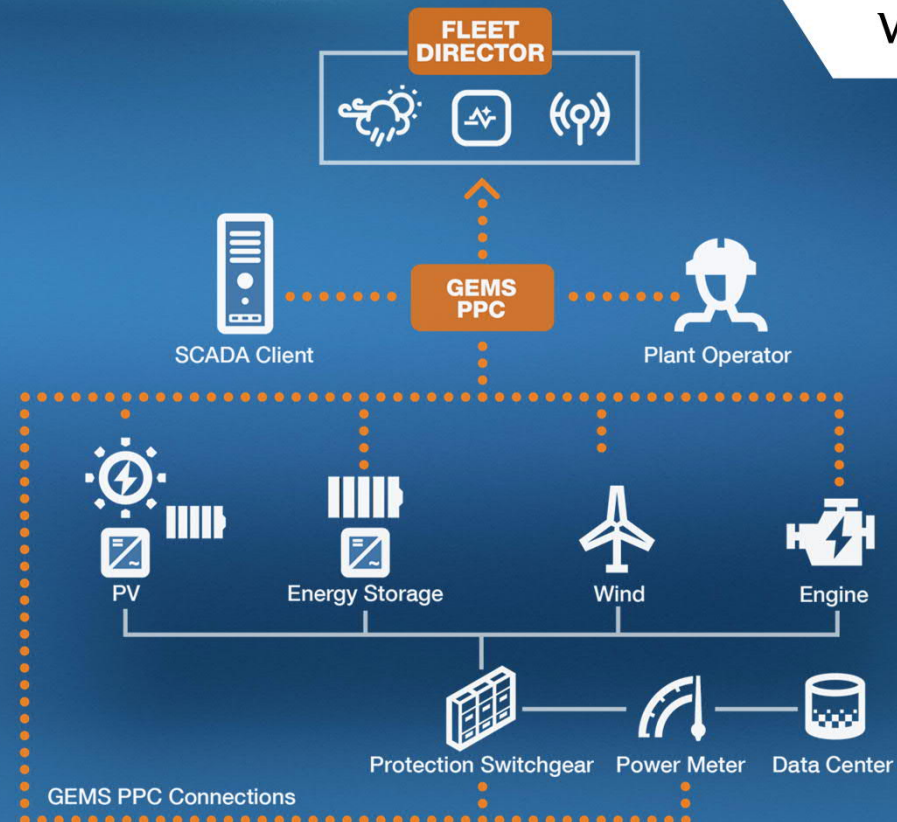 FLEET
DIRECTOR
GEMS
PPC
SCADA Client
Plant Operator
PV
Energy Storage
Wind
Engine
Protection Switchgear
Power Meter
Data Center
GEMS PPC Connections